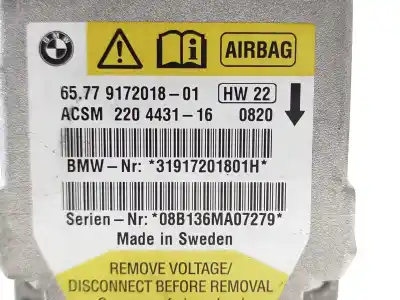 BMW
AIRBAG
65.77 9172018-01 HW 22
ACSM 220 4431-16 0820
BMW-Nr: *31917201801H*
Serien-Nr: *08B136MA07279*
Made in Sweden
REMOVE VOLTAGE/
DISCONNECT BEFORE REMOVAL